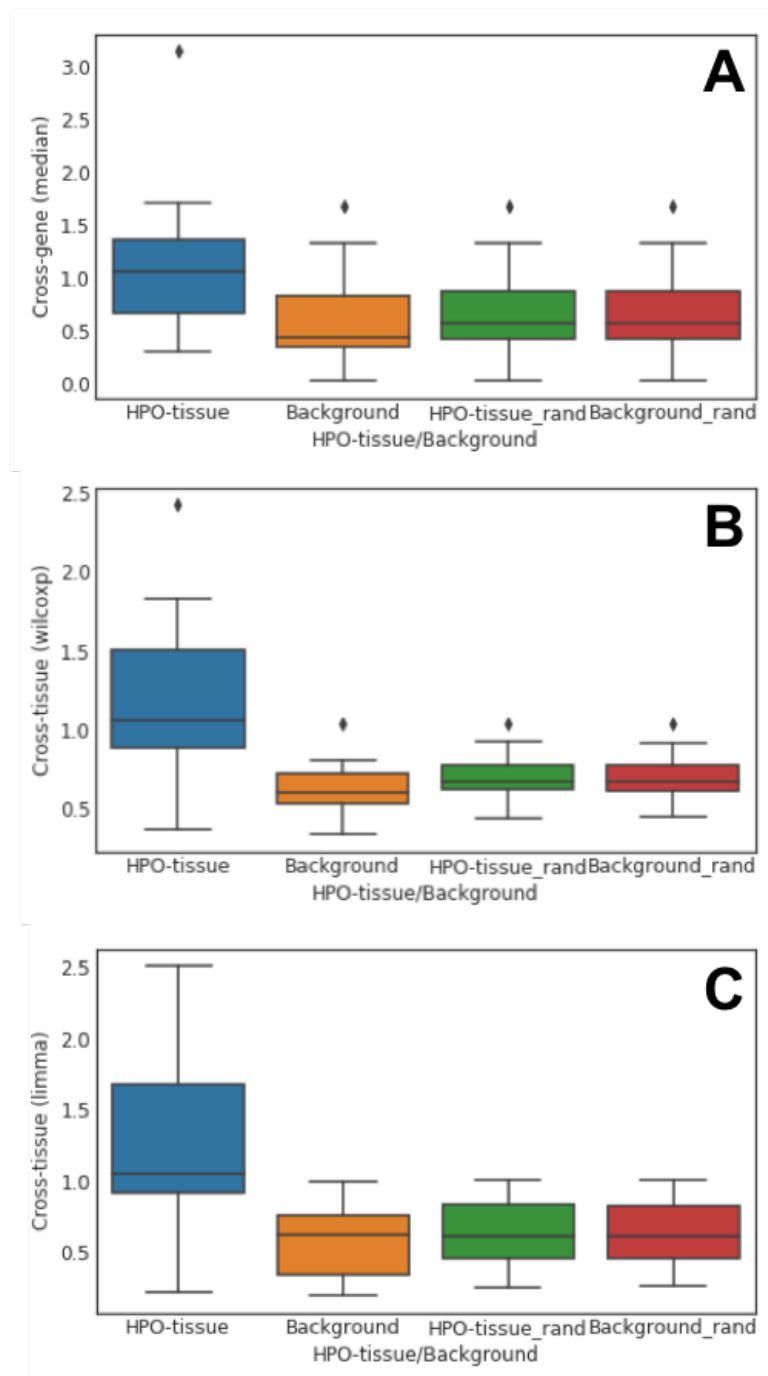 A
Cross-gene (median)
3.0
2.5
2.0
1.5
1.0
0.5
0.0
HPO-tissue Background HPO-tissue_rand Background_rand
HPO-tissue/Background
B
Cross-tissue (wilcoxp)
2.5
2.0
1.5
1.0
0.5
HPO-tissue Background HPO-tissue_rand Background_rand
HPO-tissue/Background
C
Cross-tissue (limma)
2.5
2.0
1.5
1.0
0.5
HPO-tissue Background HPO-tissue_rand Background_rand
HPO-tissue/Background